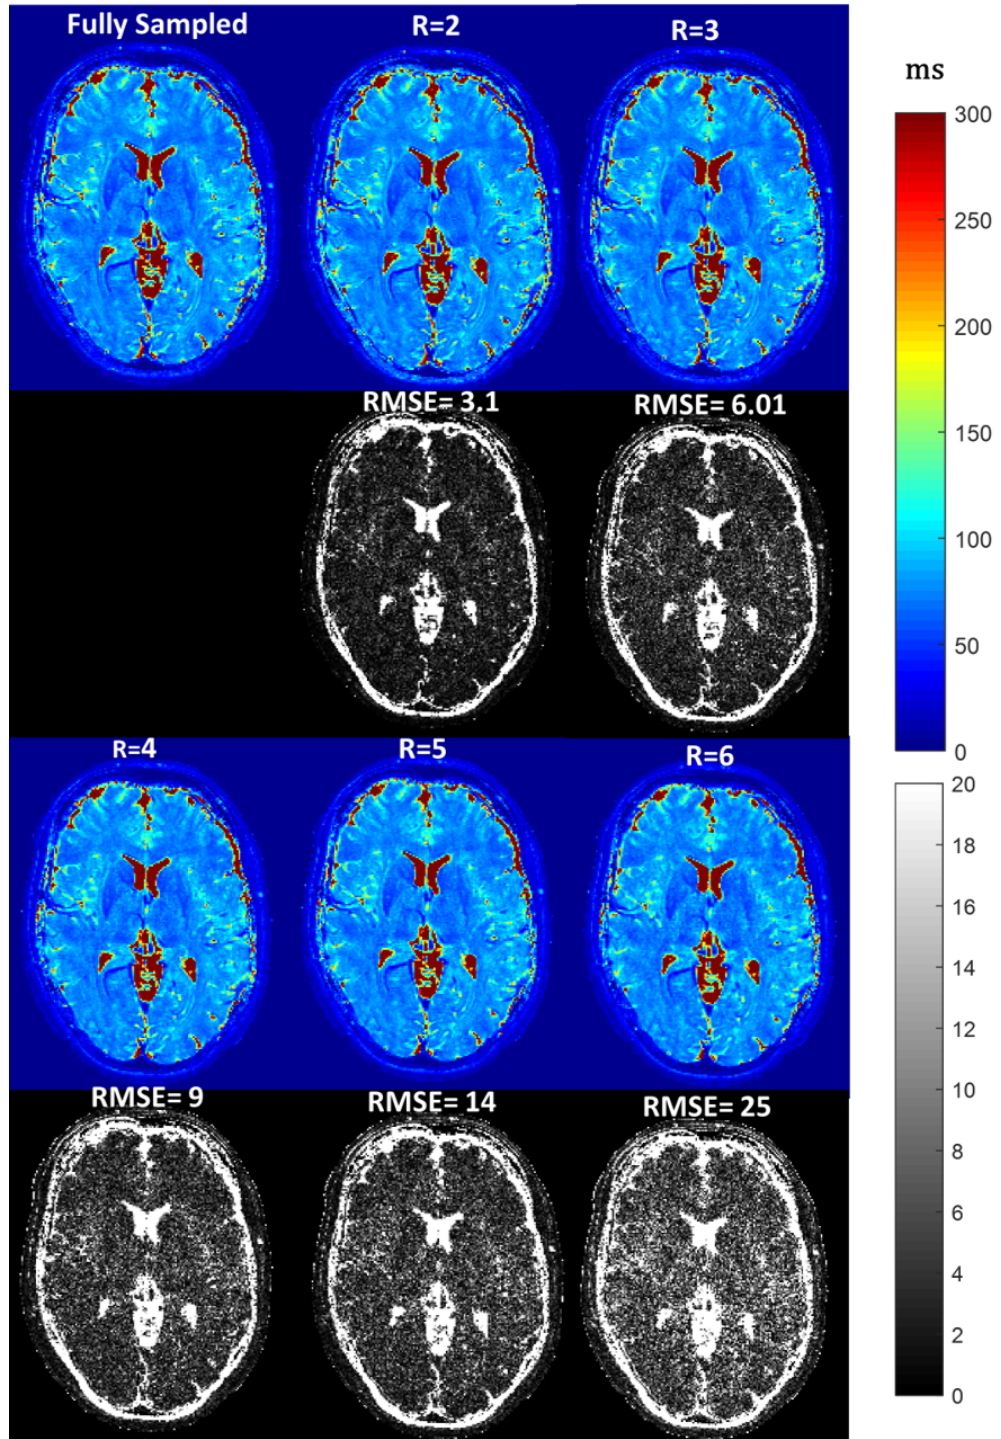 Fully Sampled
R=2
R=3
ms
300
250
200
150
100
50
0
RMSE= 3.1
RMSE= 6.01
R=4
R=5
R=6
20
18
16
14
12
10
8
6
4
2
0
RMSE= 9
RMSE= 14
RMSE= 25